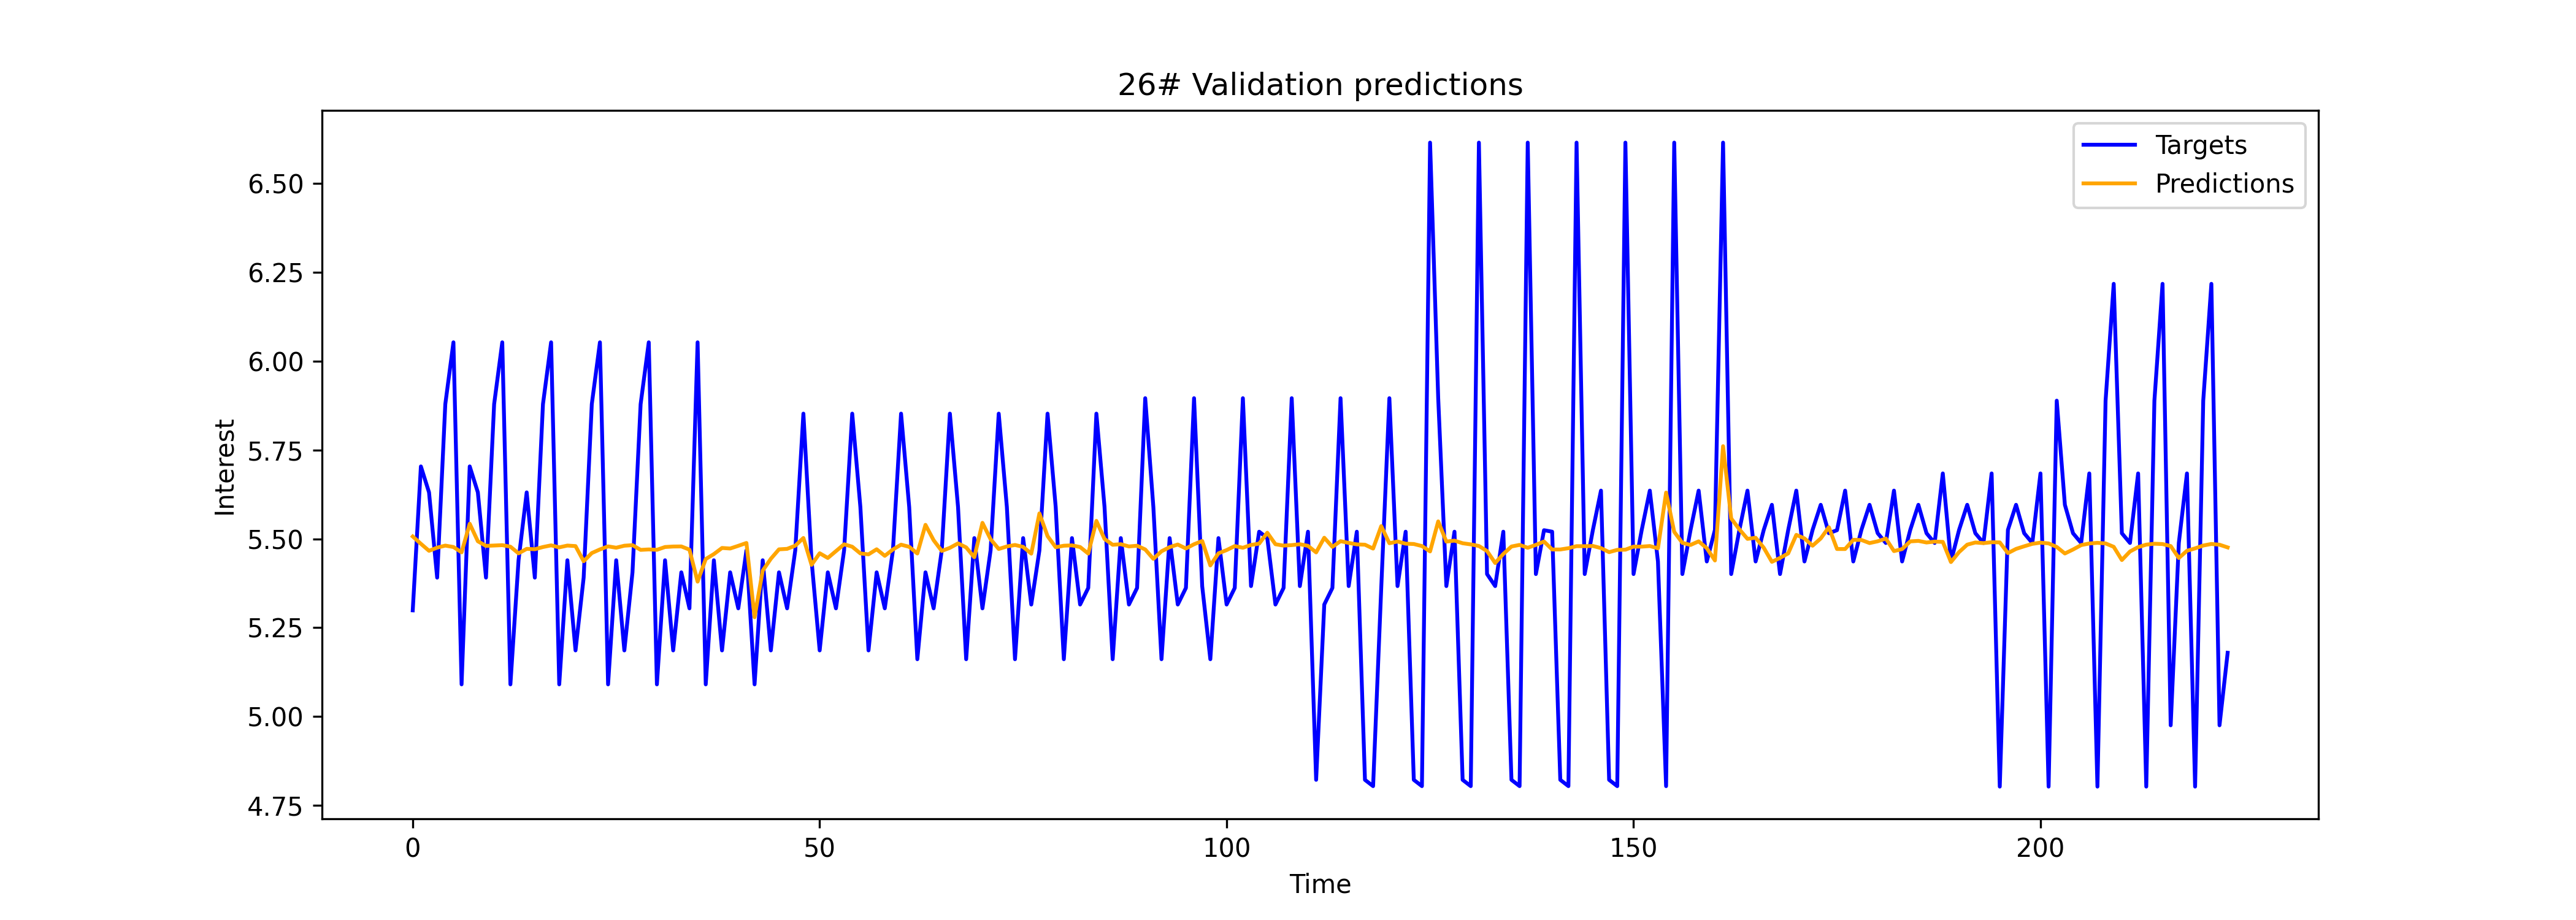 26# Validation predictions
Targets
Predictions
Interest
6.50
6.25
6.00
5.75
5.50
5.25
5.00
4.75
0 50 100 150 200
Time